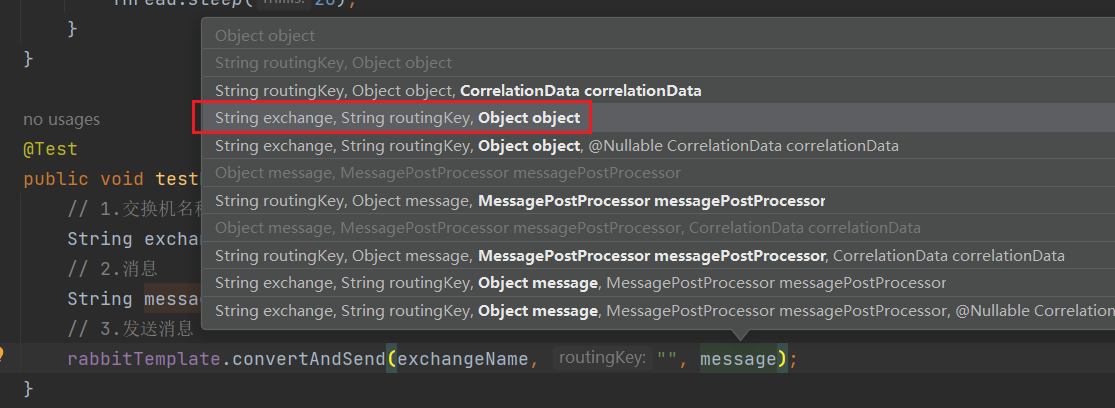 Thread.sleep( millis: 20);
}
}
no usages
@Test
public void test
// 1.交换机名称
String exchan
// 2.消息
String messag
// 3.发送消息
rabbitTemplate.convertAndSend(exchangeName, routingKey: "", message);
}
Object object
String routingKey, Object object
String routingKey, Object object, CorrelationData correlationData
String exchange, String routingKey, Object object
String exchange, String routingKey, Object object, @Nullable CorrelationData correlationData
Object message, MessagePostProcessor messagePostProcessor
String routingKey, Object message, MessagePostProcessor messagePostProcessor
Object message, MessagePostProcessor messagePostProcessor, CorrelationData correlationData
String routingKey, Object message, MessagePostProcessor messagePostProcessor, CorrelationData correlationData
String exchange, String routingKey, Object message, MessagePostProcessor messagePostProcessor
String exchange, String routingKey, Object message, MessagePostProcessor messagePostProcessor, @Nullable Correlation